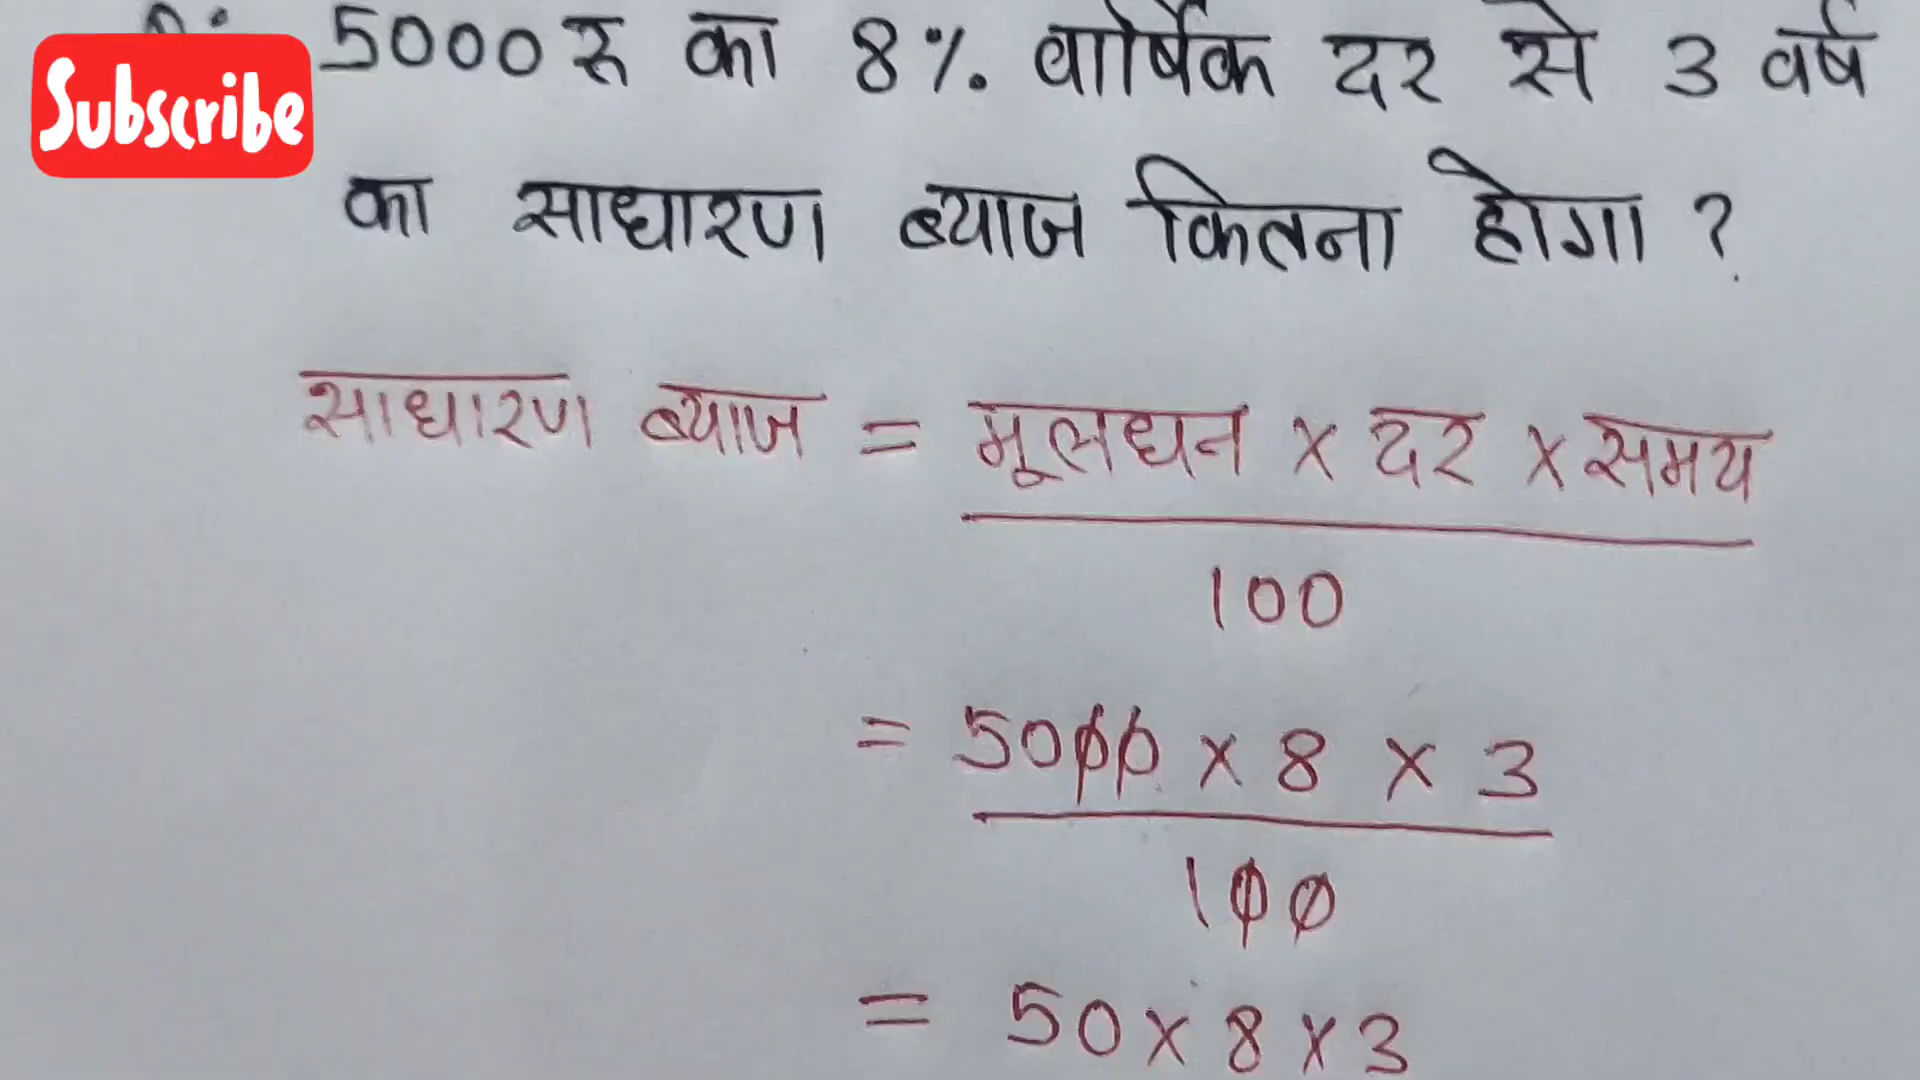 5000 रु का 8% वार्षिक दर से 3 वर्ष
Subscribe
का साधारण ब्याज कितना होगा ?
साधारण ब्याज = मूलधन × दर × समय
100
= 5000 × 8 × 3
100
= 50 × 8 × 3